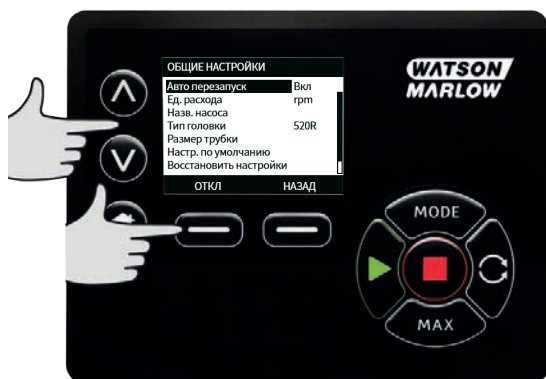 ОБЩИЕ НАСТРОЙКИ
Авто перезапуск Вкл
Ед. расхода rpm
Назв. насоса
Тип головки 520R
Размер трубки
Настр. по умолчанию
Восстановить настройки
ОТКЛ НАЗАД
WATSON
MARLOW
MODE
MAX